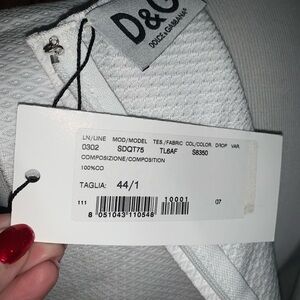 D&G
DOLCE & GABBANA
LN/LINE MOD/MODEL TES./FABRIC COL/COLOR DROP VAR.
0302 SDQT75 TL6AF S8350
COMPOSIZIONE/COMPOSITION
100%CO
TAGLIA: 44/1
10001
111 07
8 051043 110548